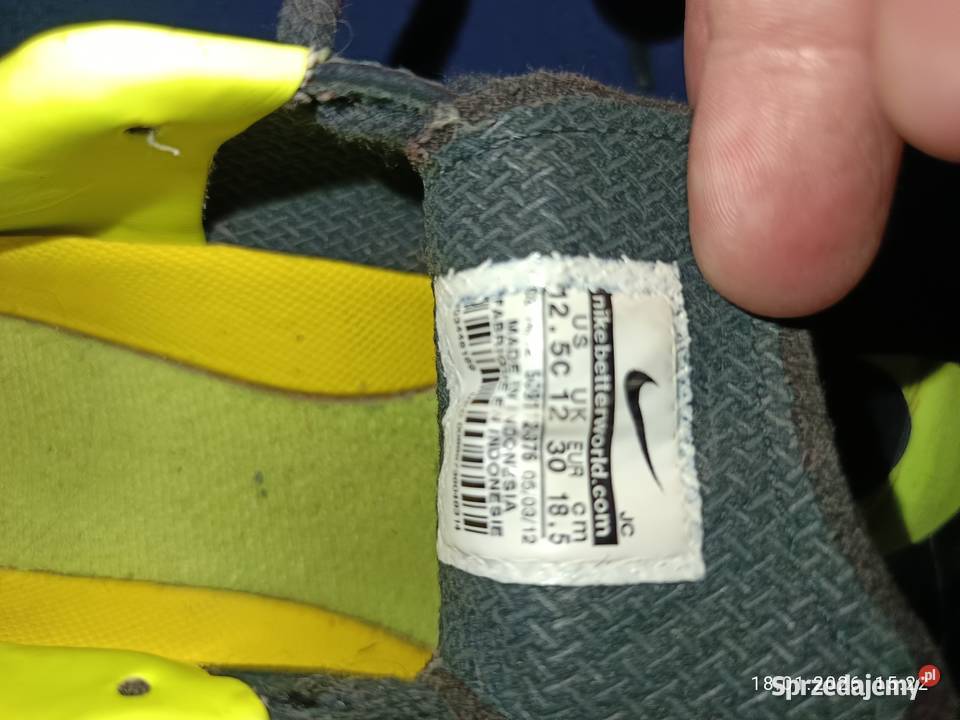 JC
nikebetterworld.com
US UK EUR cm
12.5C 12 30 18.5
05/03/12
MADE IN INDONESIA
FABRIQUE EN INDONESIE
18.01.2026 15:22
Sprzedajemy.pl